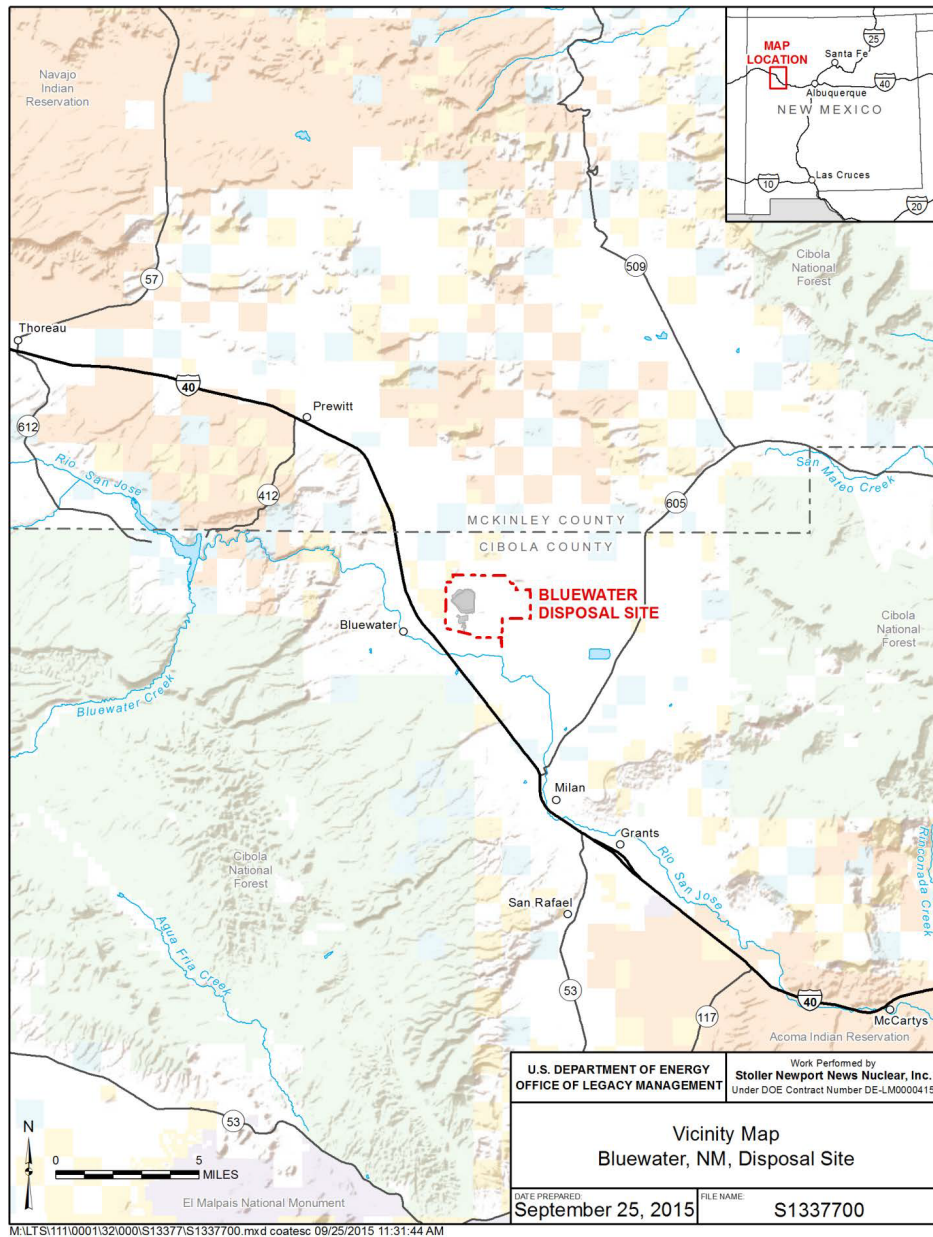 Navajo
Indian
Reservation
MAP
LOCATION
25
Santa Fe
40
Albuquerque
NEW MEXICO
Las Cruces
10
20
Cibola
National
Forest
509
57
Thoreau
40
Prewitt
612
Rio San Jose
412
San Mateo Creek
605
MCKINLEY COUNTY
CIBOLA COUNTY
BLUEWATER
DISPOSAL SITE
Bluewater
Cibola
National
Forest
Bluewater Creek
Milan
Grants
Cibola
National
Forest
Rio San Jose
Rinconada Creek
San Rafael
Agua Fria Creek
53
117
40
McCartys
Acoma Indian Reservation
53
N
0 5
MILES
El Malpais National Monument
U.S. DEPARTMENT OF ENERGY
OFFICE OF LEGACY MANAGEMENT
Work Performed by
Stoller Newport News Nuclear, Inc.
Under DOE Contract Number DE-LM0000415
Vicinity Map
Bluewater, NM, Disposal Site
DATE PREPARED:
September 25, 2015
FILE NAME:
S1337700
M:\LTS\111\0001\32\000\S13377\S1337700.mxd coatesc 09/25/2015 11:31:44 AM